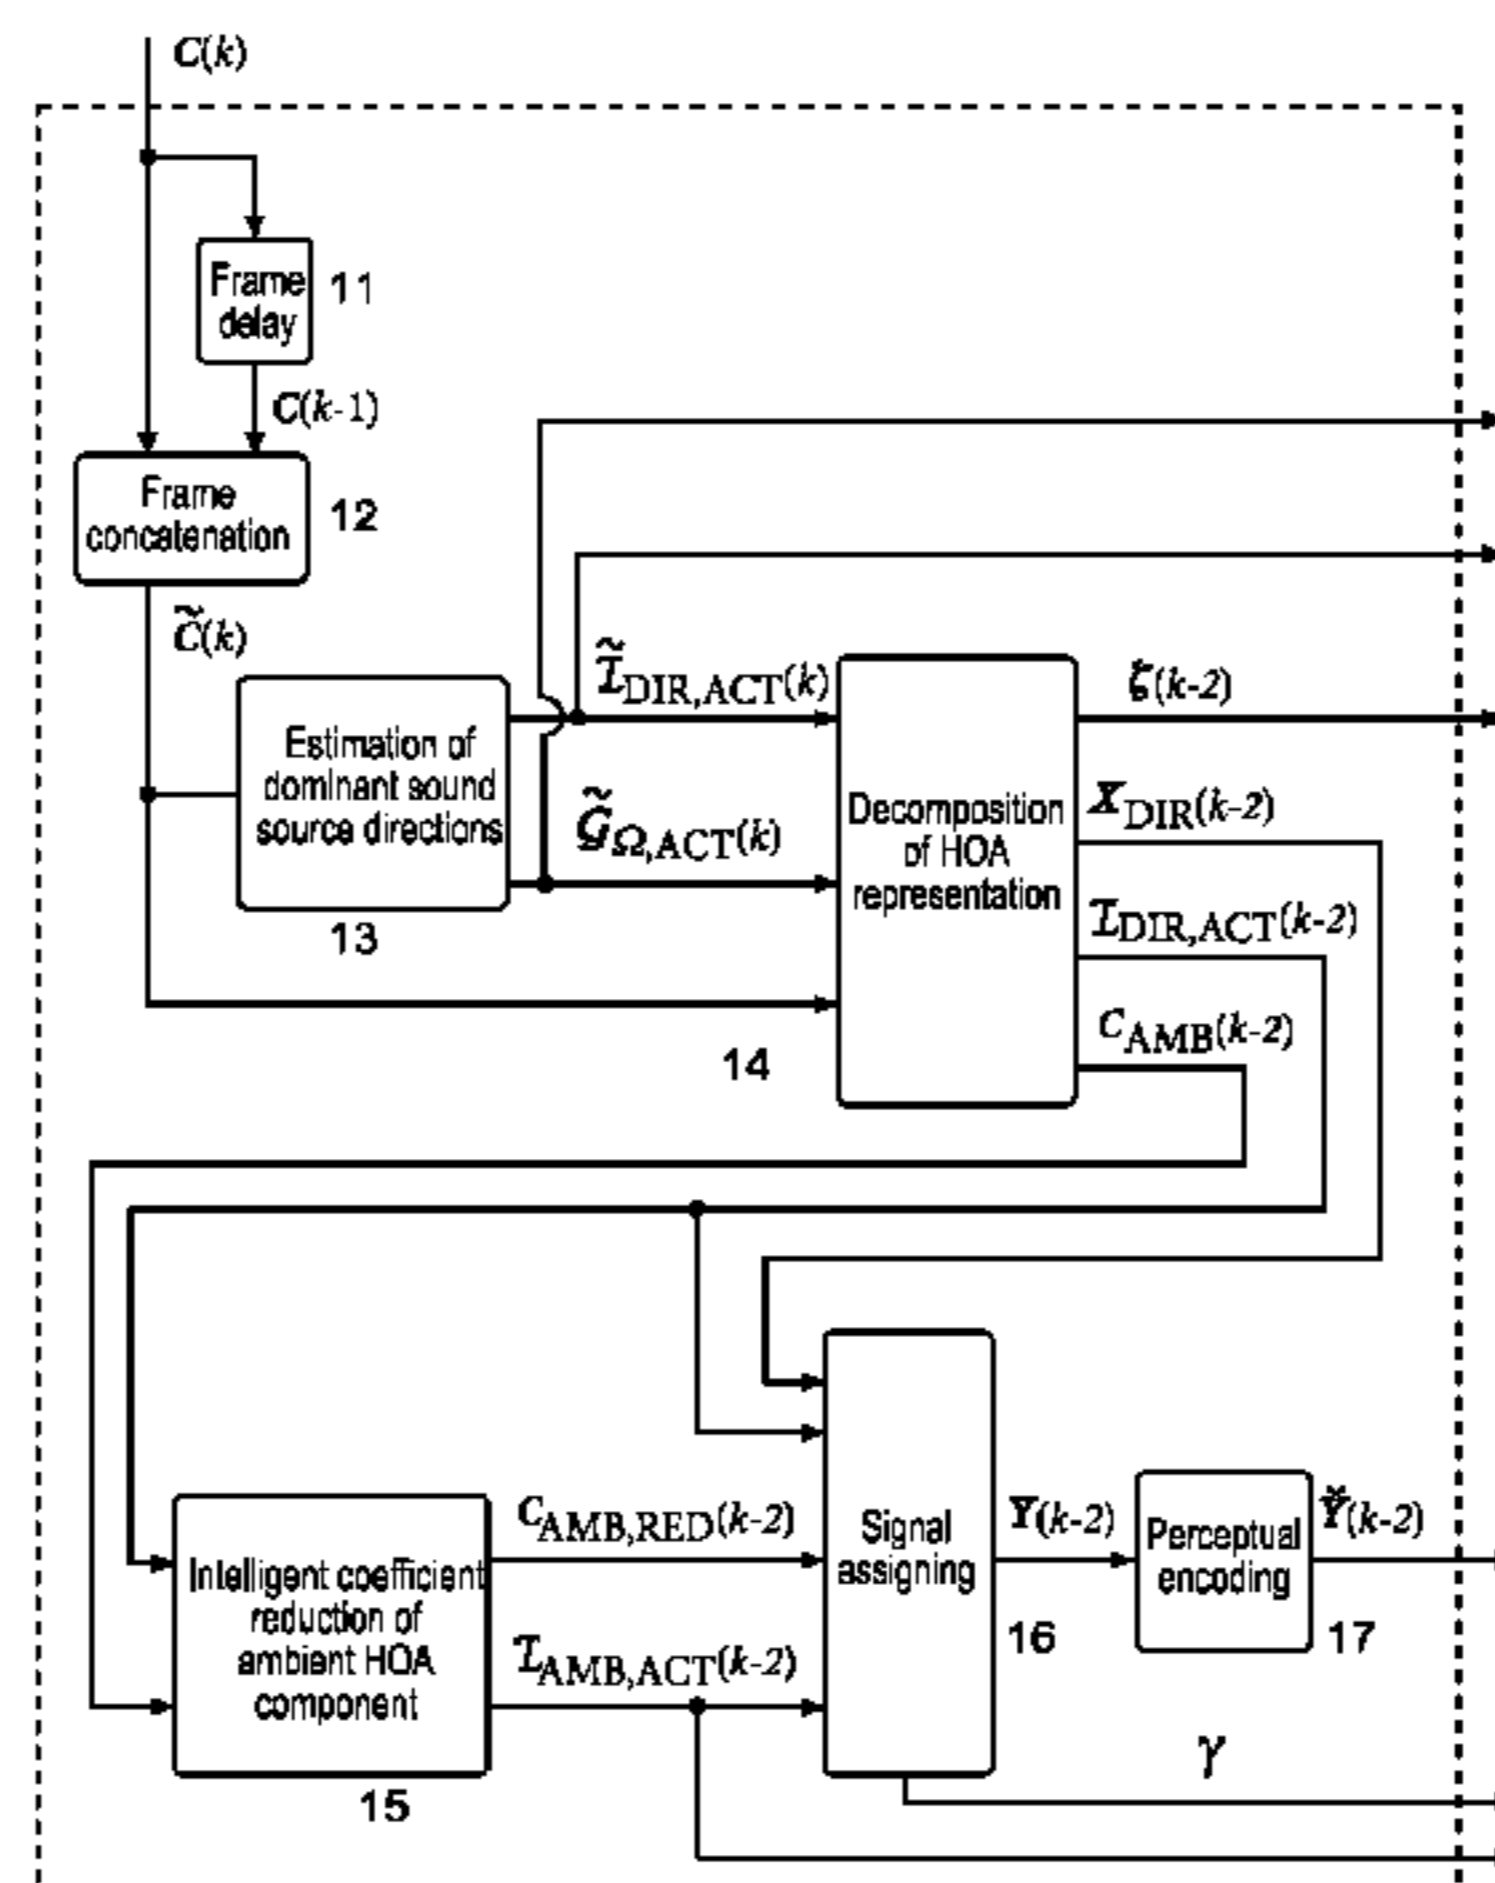 C(k)
Frame
delay
11
C(k-1)
Frame
concatenation
12
C̃(k)
Estimation of
dominant sound
source directions
13
Ĩ_DIR,ACT(k)
G̃_Ω,ACT(k)
Decomposition
of HOA
representation
14
ζ(k-2)
X_DIR(k-2)
I_DIR,ACT(k-2)
C_AMB(k-2)
Intelligent coefficient
reduction of
ambient HOA
component
15
C_AMB,RED(k-2)
I_AMB,ACT(k-2)
Signal
assigning
16
Y(k-2)
Perceptual
encoding
17
Y̌(k-2)
γ